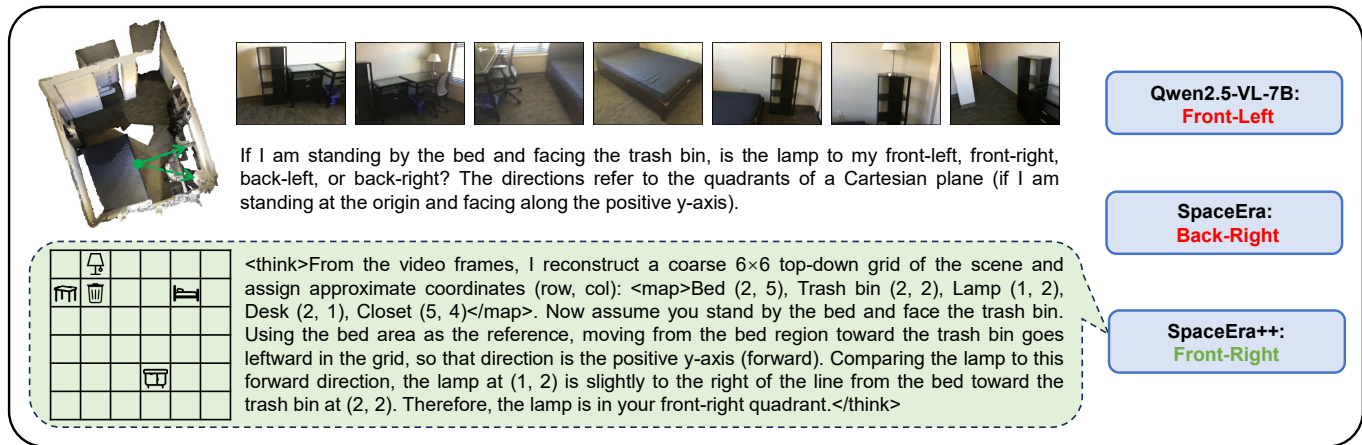 If I am standing by the bed and facing the trash bin, is the lamp to my front-left, front-right,
back-left, or back-right? The directions refer to the quadrants of a Cartesian plane (if I am
standing at the origin and facing along the positive y-axis).
<think>From the video frames, I reconstruct a coarse 6×6 top-down grid of the scene and
assign approximate coordinates (row, col): <map>Bed (2, 5), Trash bin (2, 2), Lamp (1, 2),
Desk (2, 1), Closet (5, 4)</map>. Now assume you stand by the bed and face the trash bin.
Using the bed area as the reference, moving from the bed region toward the trash bin goes
leftward in the grid, so that direction is the positive y-axis (forward). Comparing the lamp to this
forward direction, the lamp at (1, 2) is slightly to the right of the line from the bed toward the
trash bin at (2, 2). Therefore, the lamp is in your front-right quadrant.</think>
Qwen2.5-VL-7B:
Front-Left
SpaceEra:
Back-Right
SpaceEra++:
Front-Right